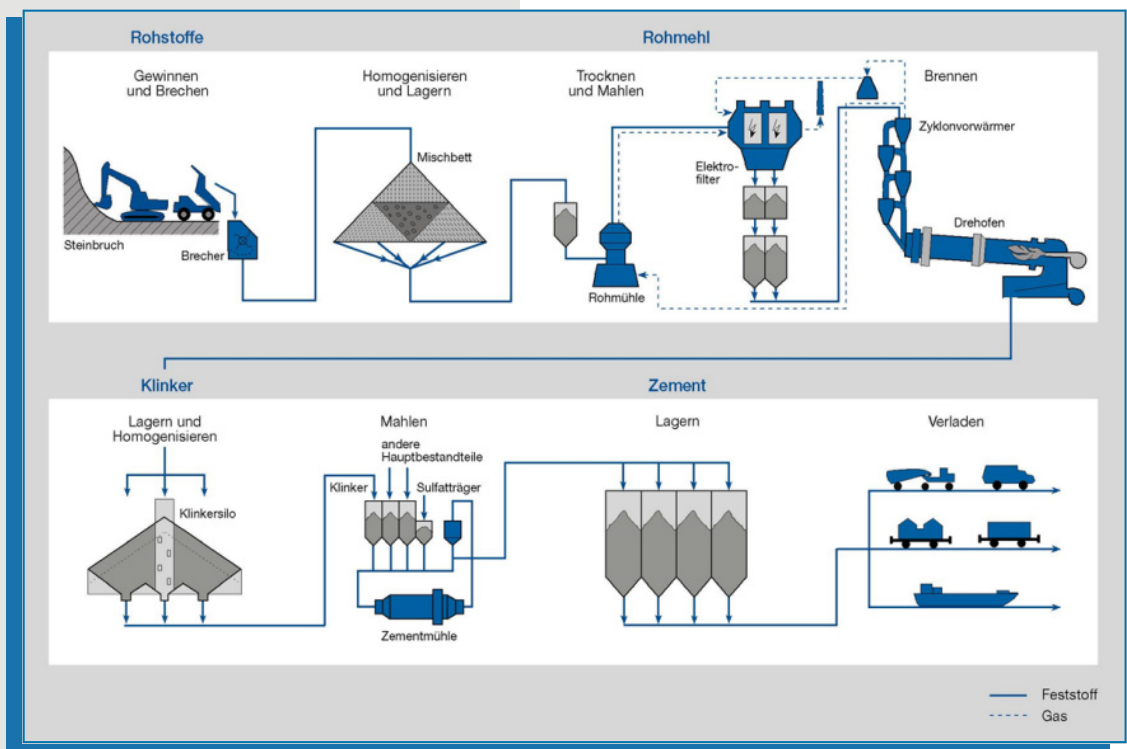 Rohstoffe
Rohmehl
Gewinnen
und Brechen
Homogenisieren
und Lagern
Trocknen
und Mahlen
Brennen
Zyklonvorwärmer
Mischbett
Elektro-
filter
Drehofen
Steinbruch
Brecher
Rohmühle
Klinker
Zement
Lagern und
Homogenisieren
Mahlen
Lagern
Verladen
andere
Hauptbestandteile
Klinker
Sulfatträger
Klinkersilo
Zementmühle
Feststoff
Gas